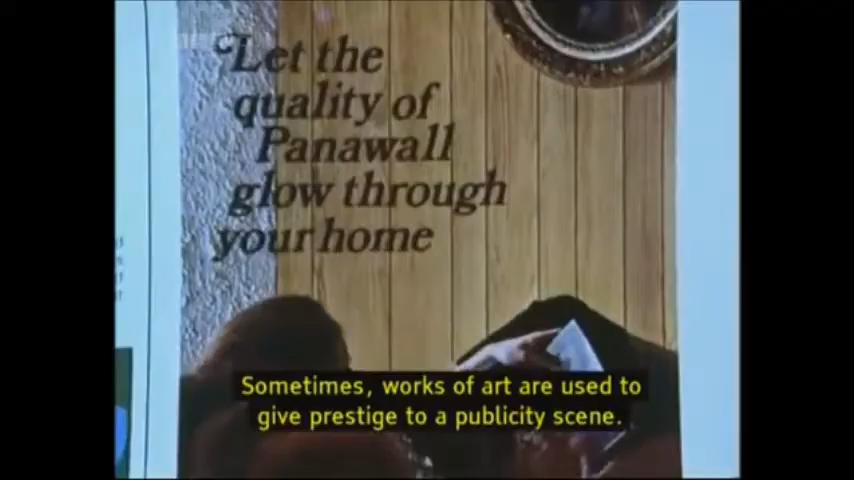 Let the
quality of
Panawall
glow through
your home
Sometimes, works of art are used to
give prestige to a publicity scene.